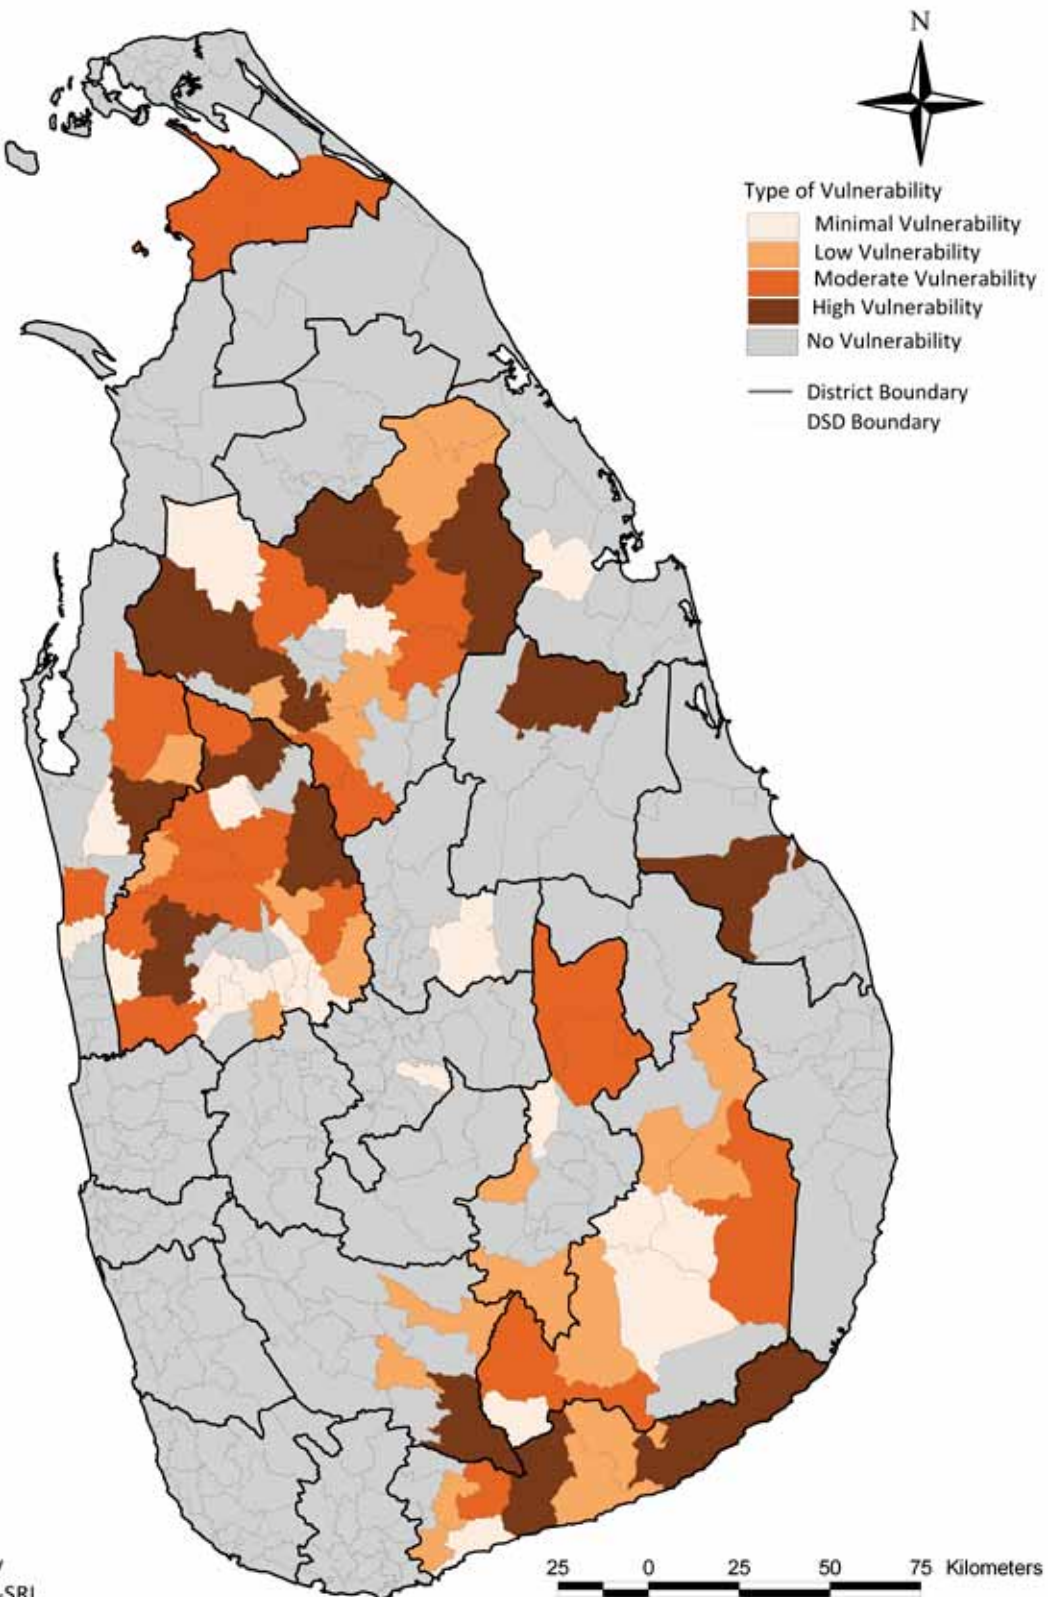 N
Type of Vulnerability
Minimal Vulnerability
Low Vulnerability
Moderate Vulnerability
High Vulnerability
No Vulnerability
District Boundary
DSD Boundary
25 0 25 50 75 Kilometers